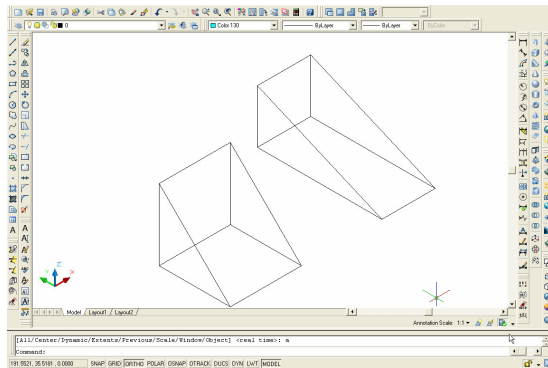 0
Color 130
ByLayer
ByLayer
ByColor
Z
Y
X
Model
Layout1
Layout2
Annotation Scale: 1:1
[All/Center/Dynamic/Extents/Previous/Scale/Window/Object] <real time>: a
Command:
191.9521, 35.5181 , 0.0000 SNAP GRID ORTHO POLAR OSNAP OTRACK DUCS DYN LWT MODEL